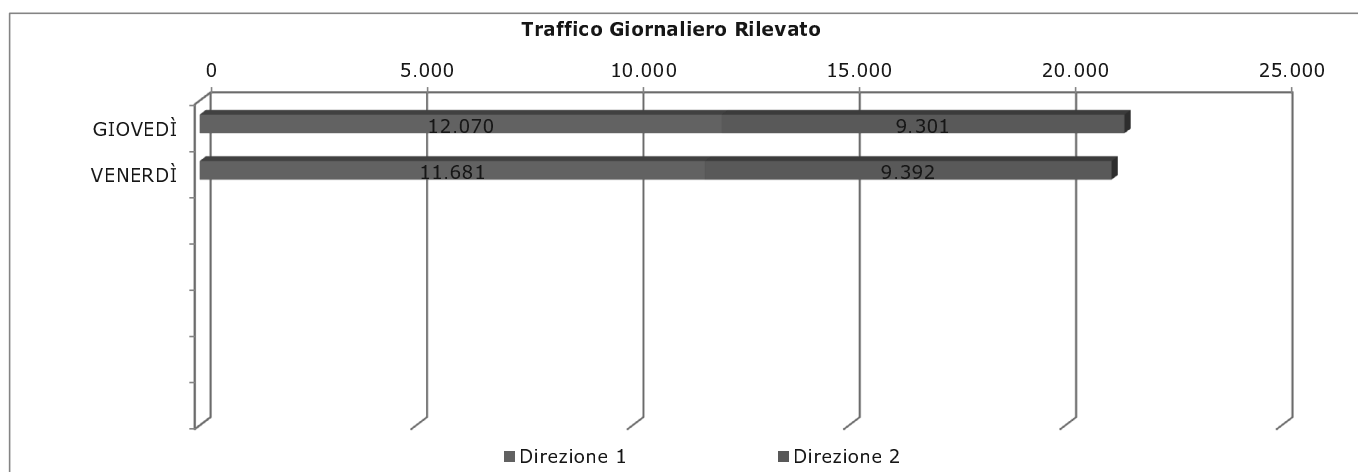 Traffico Giornaliero Rilevato
0 5.000 10.000 15.000 20.000 25.000
GIOVEDÌ 12.070 9.301
VENERDÌ 11.681 9.392
Direzione 1 Direzione 2